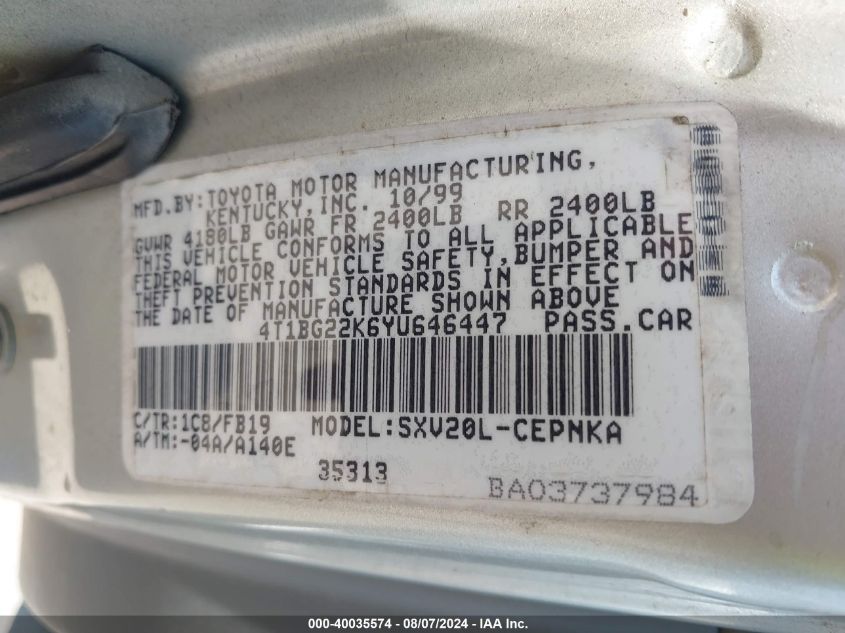 MFD.BY:TOYOTA MOTOR MANUFACTURING,
KENTUCKY,INC. 10/99
GVWR 4180LB GAWR FR 2400LB RR 2400LB
THIS VEHICLE CONFORMS TO ALL APPLICABLE
FEDERAL MOTOR VEHICLE SAFETY,BUMPER AND
THEFT PREVENTION STANDARDS IN EFFECT ON
THE DATE OF MANUFACTURE SHOWN ABOVE
4T1BG22K6YU646447 PASS.CAR
C/TR:1C8/FB19 MODEL:SXV20L-CEPNKA
A/TM:-04A/A140E
35313
BA03737984
000-40035574 - 08/07/2024 - IAA Inc.